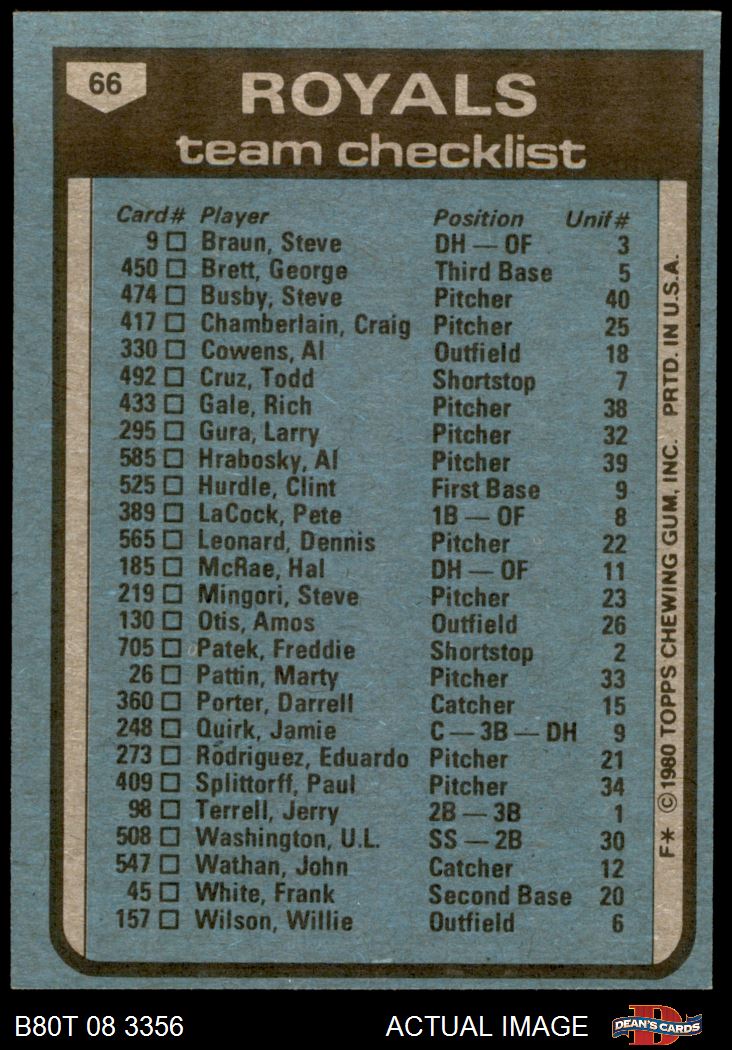 66
ROYALS
team checklist
Card# Player Position Unif#
9 Braun, Steve DH — OF 3
450 Brett, George Third Base 5
474 Busby, Steve Pitcher 40
417 Chamberlain, Craig Pitcher 25
330 Cowens, Al Outfield 18
492 Cruz, Todd Shortstop 7
433 Gale, Rich Pitcher 38
295 Gura, Larry Pitcher 32
585 Hrabosky, Al Pitcher 39
525 Hurdle, Clint First Base 9
389 LaCock, Pete 1B — OF 8
565 Leonard, Dennis Pitcher 22
185 McRae, Hal DH — OF 11
219 Mingori, Steve Pitcher 23
130 Otis, Amos Outfield 26
705 Patek, Freddie Shortstop 2
26 Pattin, Marty Pitcher 33
360 Porter, Darrell Catcher 15
248 Quirk, Jamie C — 3B — DH 9
273 Rodriguez, Eduardo Pitcher 21
409 Splittorff, Paul Pitcher 34
98 Terrell, Jerry 2B — 3B 1
508 Washington, U.L. SS — 2B 30
547 Wathan, John Catcher 12
45 White, Frank Second Base 20
157 Wilson, Willie Outfield 6
F* ©1980 TOPPS CHEWING GUM, INC. PRTD. IN U.S.A.
B80T 08 3356 ACTUAL IMAGE
D
DEAN'S CARDS